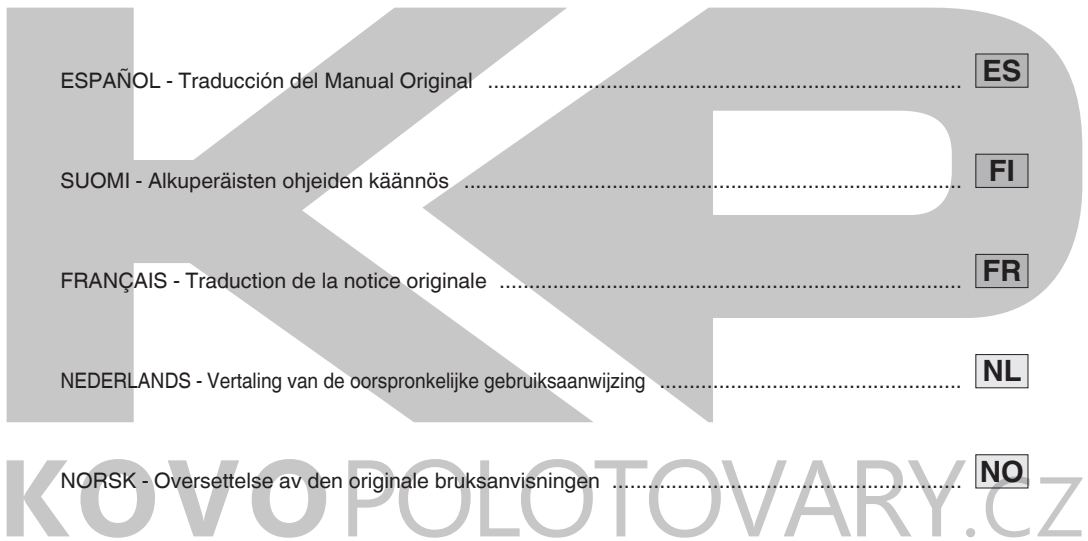 ESPAÑOL - Traducción del Manual Original ................................................................................ ES
SUOMI - Alkuperäisten ohjeiden käännös .................................................................................... FI
FRANÇAIS - Traduction de la notice originale .............................................................................. FR
NEDERLANDS - Vertaling van de oorspronkelijke gebruiksaanwijzing ................................................... NL
NORSK - Oversettelse av den originale bruksanvisningen ........................................................... NO
KP
KOVOPOLOTOVARY.CZ